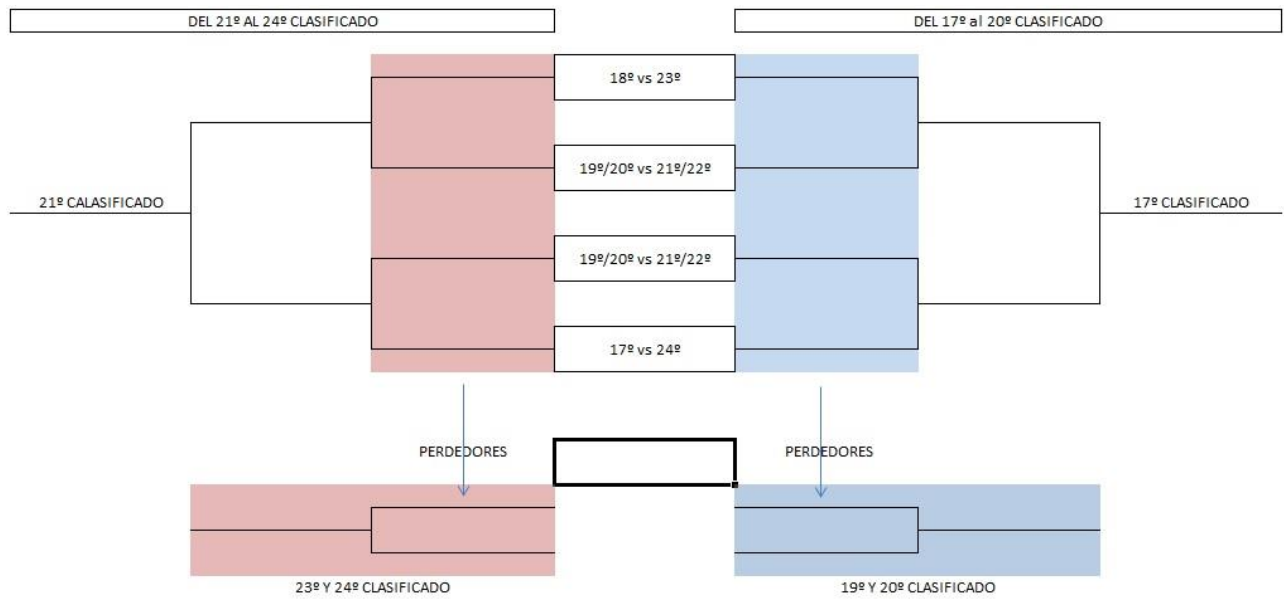 DEL 21º AL 24º CLASIFICADO
DEL 17º al 20º CLASIFICADO
18º vs 23º
19º/20º vs 21º/22º
21º CALASIFICADO
17º CLASIFICADO
19º/20º vs 21º/22º
17º vs 24º
PERDEDORES
PERDEDORES
23º Y 24º CLASIFICADO
19º Y 20º CLASIFICADO